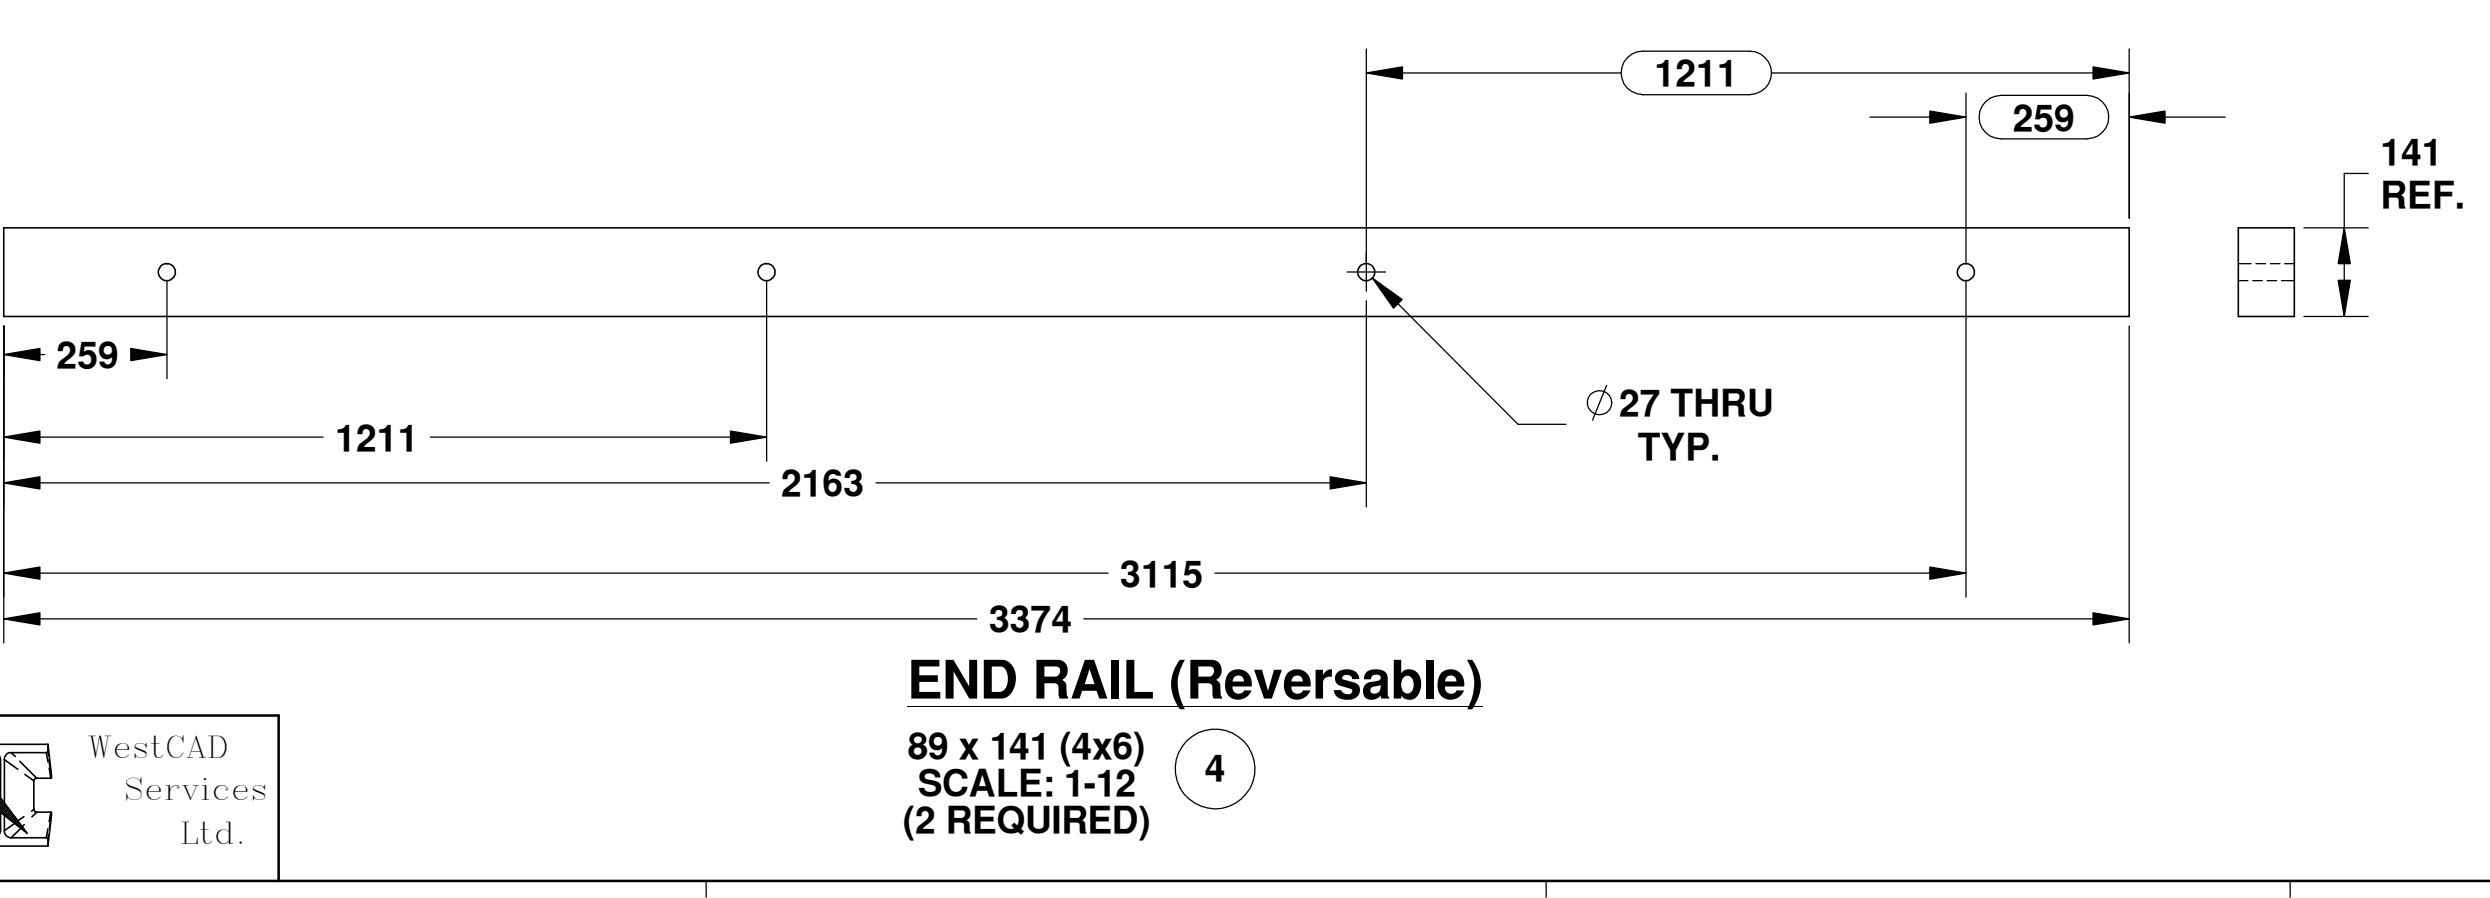 1211
259
141
REF.
259
1211
∅27 THRU
TYP.
2163
3115
3374
END RAIL (Reversable)
89 x 141 (4x6)
SCALE: 1-12
(2 REQUIRED)
4
WestCAD
Services
Ltd.